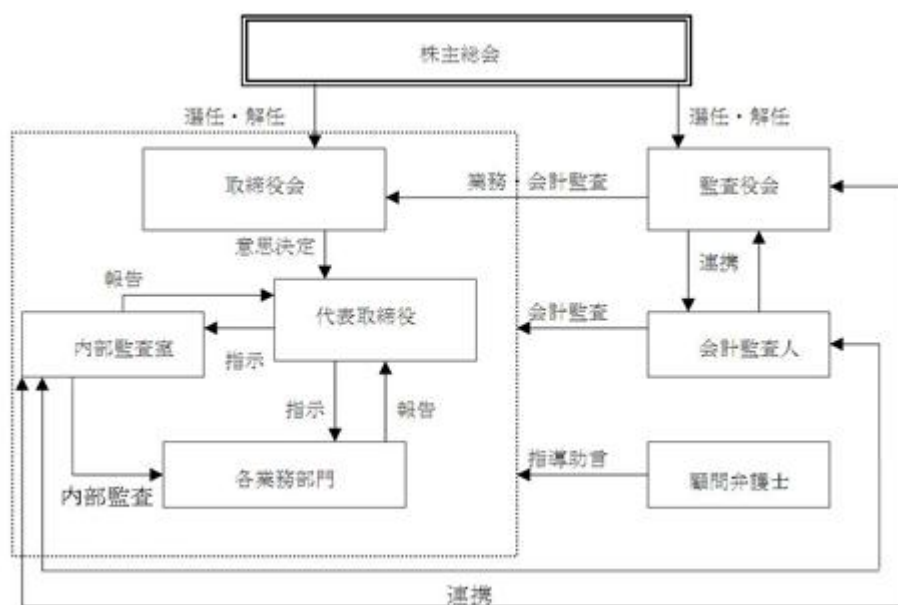 株主総会
選任・解任
選任・解任
取締役会
業務・会計監査
監査役会
意思決定
連携
報告
代表取締役
会計監査
内部監査室
会計監査人
指示
指示
報告
指導助言
各業務部門
顧問弁護士
内部監査
連携